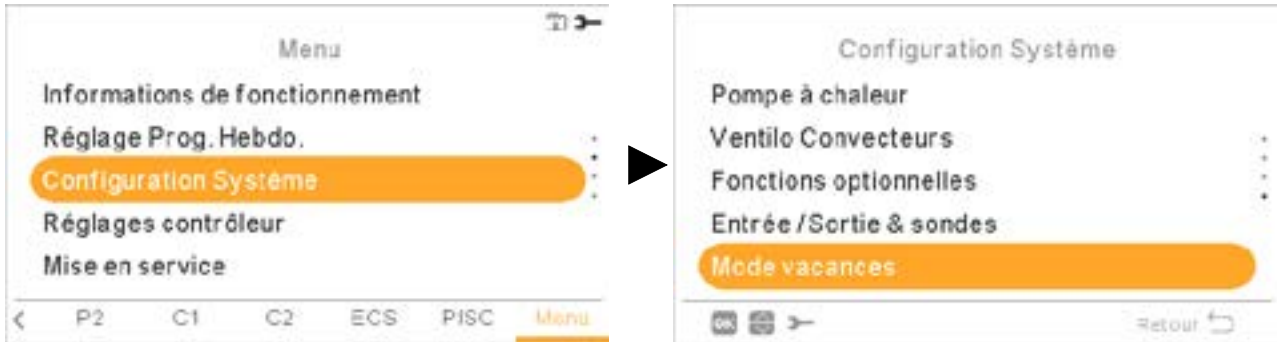 Menu
Informations de fonctionnement
Réglage Prog. Hebdo.
Configuration Système
Réglages contrôleur
Mise en service
< P2 C1 C2 ECS PISC Menu
Configuration Système
Pompe à chaleur
Ventilo Convecteurs
Fonctions optionnelles
Entrée / Sortie & sondes
Mode vacances
OK Retour